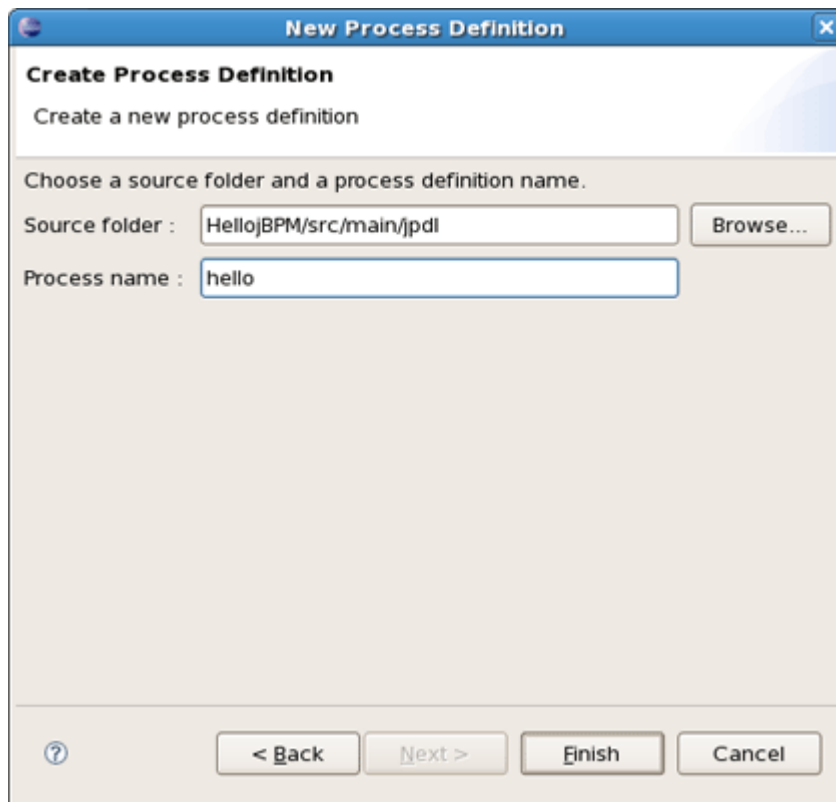 New Process Definition
Create Process Definition
Create a new process definition
Choose a source folder and a process definition name.
Source folder : HellojBPM/src/main/jpdl Browse...
Process name : hello
< Back Next > Finish Cancel